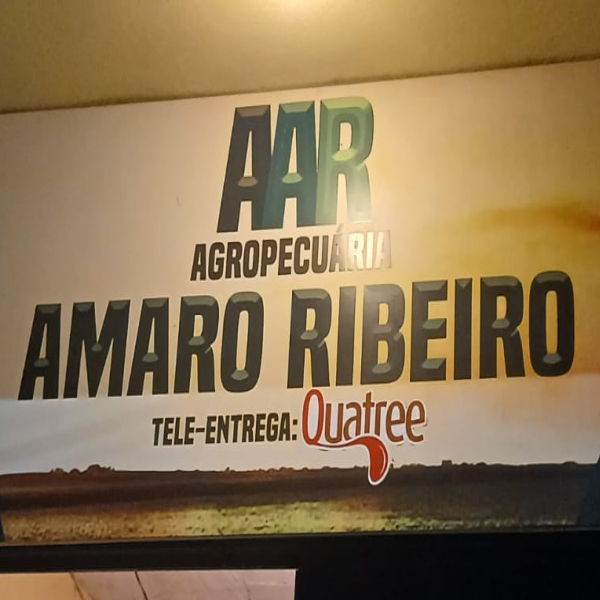 AAR
AGROPECUÁRIA
AMARO RIBEIRO
TELE-ENTREGA: Quatree